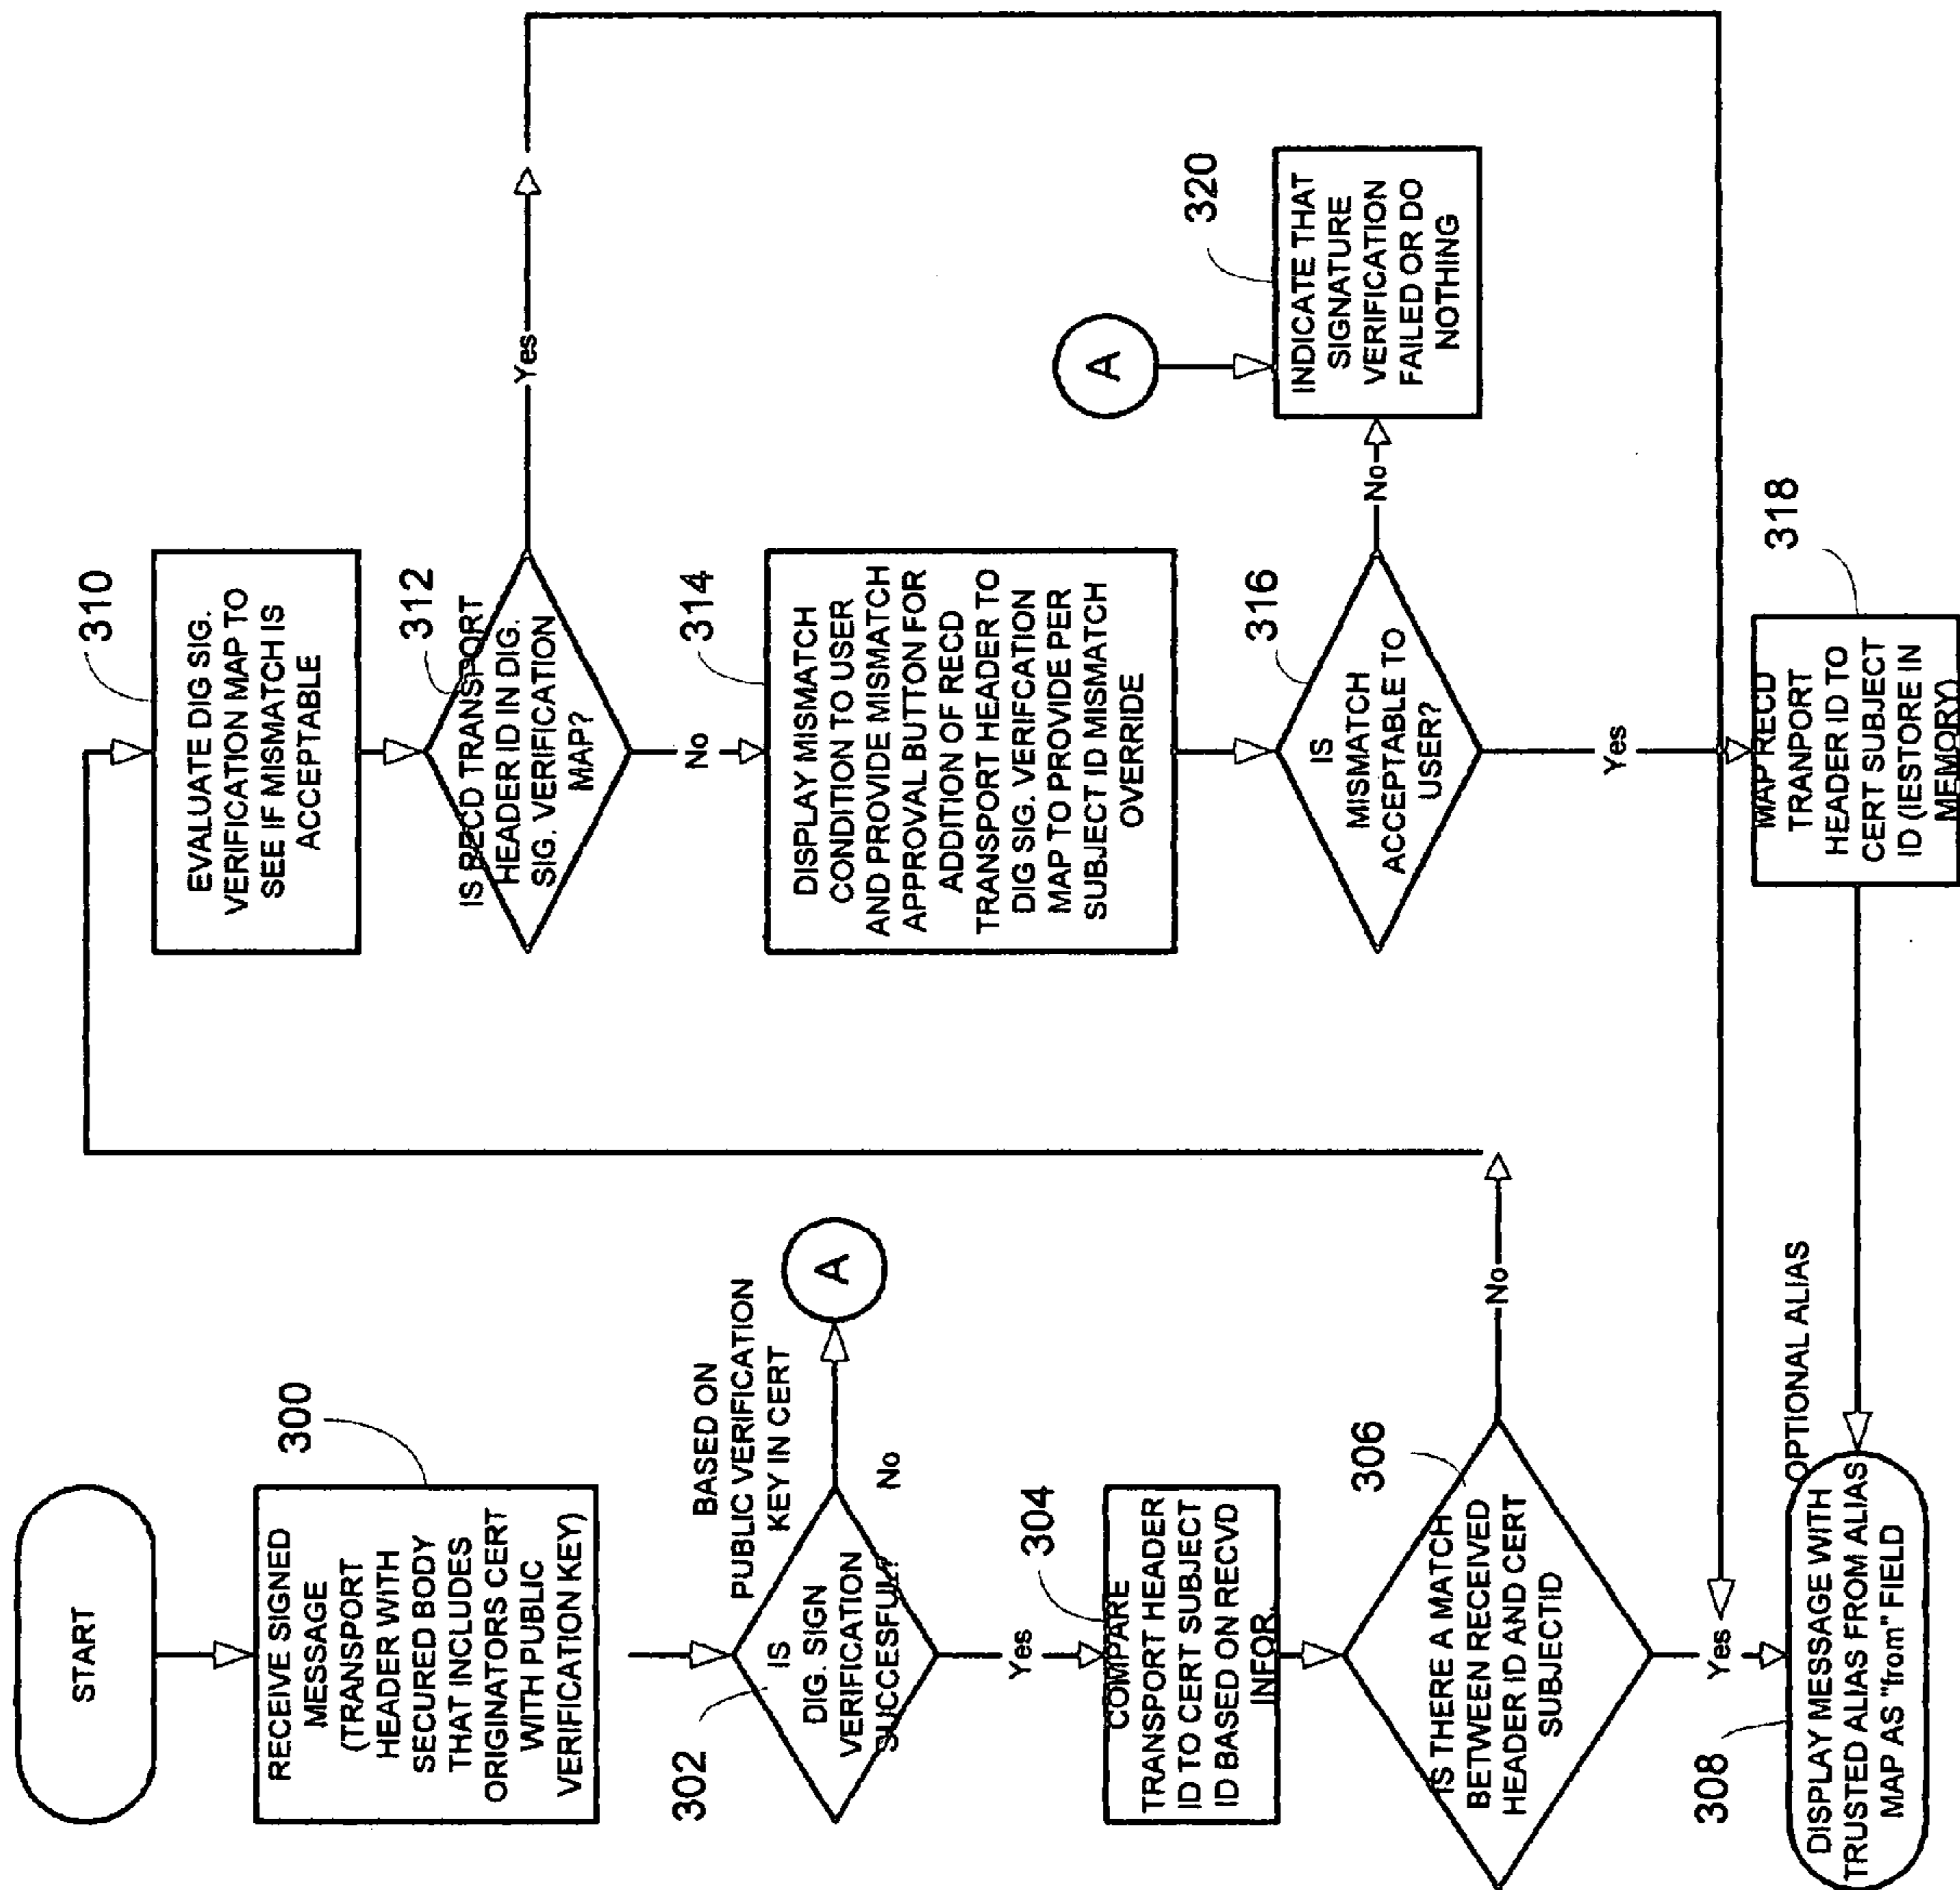 START
300
RECEIVE SIGNED
MESSAGE
(TRANSPORT
HEADER WITH
SECURED BODY
THAT INCLUDES
ORIGINATORS CERT
WITH PUBLIC
VERIFICATION KEY)
BASED ON
PUBLIC VERIFICATION
KEY IN CERT
302
IS
DIG. SIGN
VERIFICATION
SUCCESSFUL?
No
A
Yes
304
COMPARE
TRANSPORT HEADER
ID TO CERT SUBJECT
ID BASED ON RECVD
INFOR.
306
IS THERE A MATCH
BETWEEN RECEIVED
HEADER ID AND CERT
SUBJECTID
No
Yes
308
OPTIONAL ALIAS
DISPLAY MESSAGE WITH
TRUSTED ALIAS FROM ALIAS
MAP AS "from" FIELD
310
EVALUATE DIG SIG.
VERIFICATION MAP TO
SEE IF MISMATCH IS
ACCEPTABLE
312
IS RECD TRANSPORT
HEADER ID IN DIG.
SIG. VERIFICATION
MAP?
Yes
No
314
DISPLAY MISMATCH
CONDITION TO USER
AND PROVIDE MISMATCH
APPROVAL BUTTON FOR
ADDITION OF RECD
TRANSPORT HEADER TO
DIG SIG. VERIFCATION
MAP TO PROVIDE PER
SUBJECT ID MISMATCH
OVERRIDE
316
IS
MISMATCH
ACCEPTABLE TO
USER?
No
Yes
A
320
INDICATE THAT
SIGNATURE
VERIFICATION
FAILED OR DO
NOTHING
318
MAP RECD
TRANPORT
HEADER ID TO
CERT SUBJECT
ID (IESTORE IN
MEMORY)